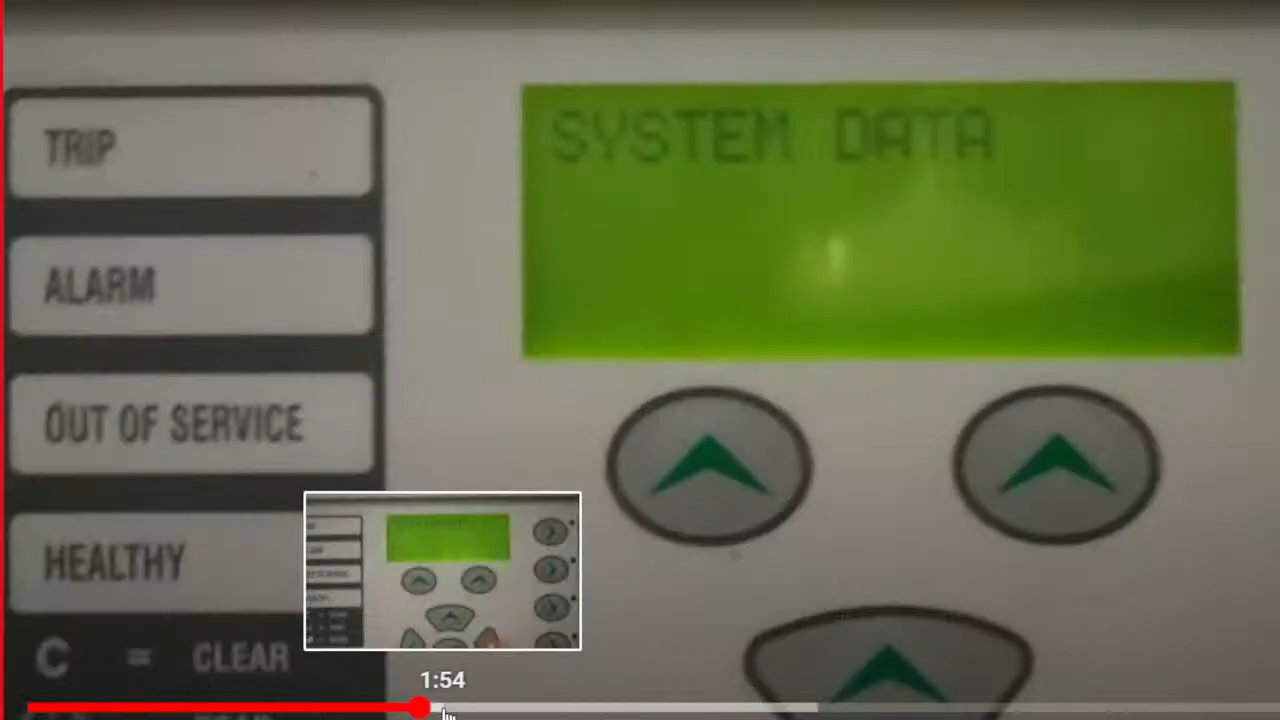 TRIP
SYSTEM DATA
ALARM
OUT OF SERVICE
HEALTHY
C = CLEAR
1:54